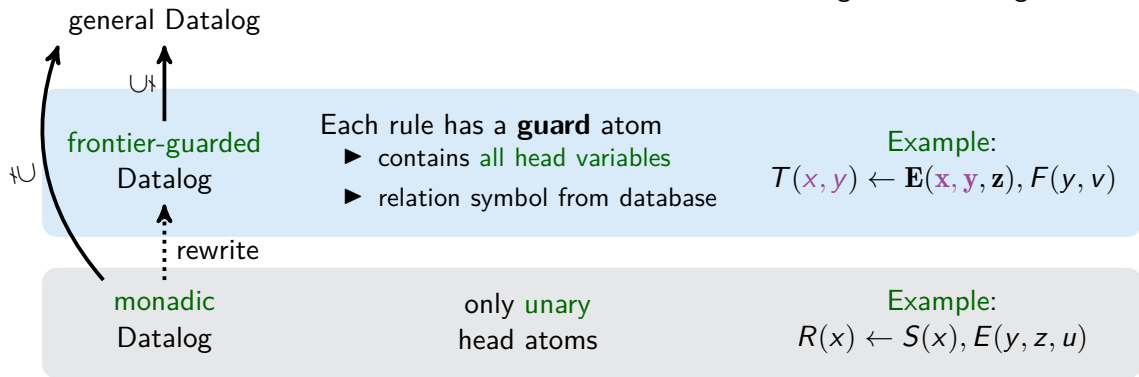 general Datalog
⊊
⊊
frontier-guarded
Datalog
Each rule has a guard atom
▶ contains all head variables
▶ relation symbol from database
Example:
T(x, y) ← E(x, y, z), F(y, v)
rewrite
monadic
Datalog
only unary
head atoms
Example:
R(x) ← S(x), E(y, z, u)